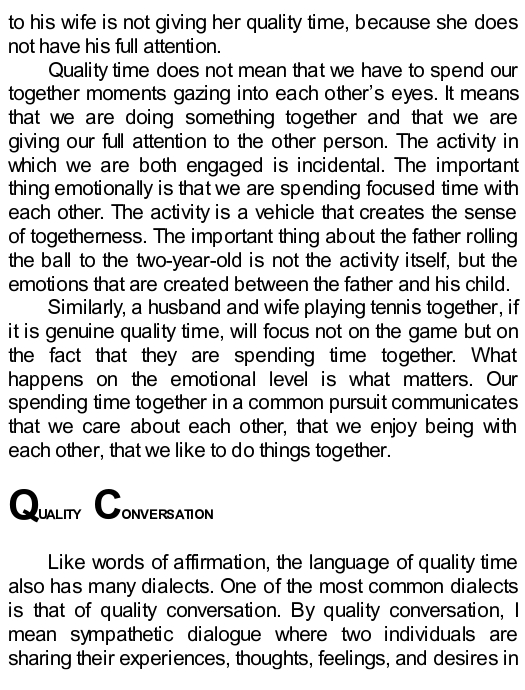 to his wife is not giving her quality time, because she does
not have his full attention.
Quality time does not mean that we have to spend our
together moments gazing into each other's eyes. It means
that we are doing something together and that we are
giving our full attention to the other person. The activity in
which we are both engaged is incidental. The important
thing emotionally is that we are spending focused time with
each other. The activity is a vehicle that creates the sense
of togetherness. The important thing about the father rolling
the ball to the two-year-old is not the activity itself, but the
emotions that are created between the father and his child.
Similarly, a husband and wife playing tennis together, if
it is genuine quality time, will focus not on the game but on
the fact that they are spending time together. What
happens on the emotional level is what matters. Our
spending time together in a common pursuit communicates
that we care about each other, that we enjoy being with
each other, that we like to do things together.
QUALITY CONVERSATION
Like words of affirmation, the language of quality time
also has many dialects. One of the most common dialects
is that of quality conversation. By quality conversation, I
mean sympathetic dialogue where two individuals are
sharing their experiences, thoughts, feelings, and desires in